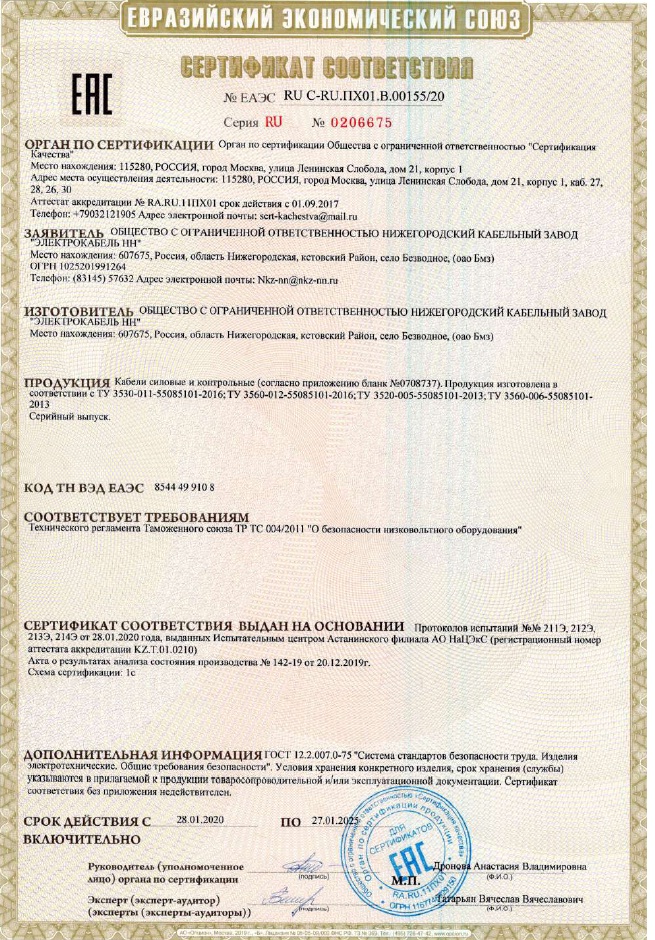 ЕВРАЗИЙСКИЙ ЭКОНОМИЧЕСКИЙ СОЮЗ
СЕРТИФИКАТ СООТВЕТСТВИЯ
ЕАС
№ ЕАЭС RU С-RU.ПХ01.В.00155/20
Серия RU № 0206675
ОРГАН ПО СЕРТИФИКАЦИИ Орган по сертификации Общества с ограниченной ответственностью "Сертификация
Качества"
Место нахождения: 115280, РОССИЯ, город Москва, улица Ленинская Слобода, дом 21, корпус 1
Адрес места осуществления деятельности: 115280, РОССИЯ, город Москва, улица Ленинская Слобода, дом 21, корпус 1, каб. 27,
28, 26, 30
Аттестат аккредитации № RA.RU.11ПХ01 срок действия с 01.09.2017
Телефон: +79032121905 Адрес электронной почты: sert-kachestva@mail.ru
ЗАЯВИТЕЛЬ ОБЩЕСТВО С ОГРАНИЧЕННОЙ ОТВЕТСТВЕННОСТЬЮ НИЖЕГОРОДСКИЙ КАБЕЛЬНЫЙ ЗАВОД
"ЭЛЕКТРОКАБЕЛЬ НН"
Место нахождения: 607675, Россия, область Нижегородская, кстовский Район, село Безводное, (оао Бмз)
ОГРН 1025201991264
Телефон: (83145) 57632 Адрес электронной почты: Nkz-nn@nkz-nn.ru
ИЗГОТОВИТЕЛЬ ОБЩЕСТВО С ОГРАНИЧЕННОЙ ОТВЕТСТВЕННОСТЬЮ НИЖЕГОРОДСКИЙ КАБЕЛЬНЫЙ ЗАВОД
"ЭЛЕКТРОКАБЕЛЬ НН"
Место нахождения: 607675, Россия, область Нижегородская, кстовский Район, село Безводное, (оао Бмз)
ПРОДУКЦИЯ Кабели силовые и контрольные (согласно приложению бланк №0708737). Продукция изготовлена в
соответствии с ТУ 3530-011-55085101-2016; ТУ 3560-012-55085101-2016; ТУ 3520-005-55085101-2013; ТУ 3560-006-55085101-
2013
Серийный выпуск.
КОД ТН ВЭД ЕАЭС 8544 49 910 8
СООТВЕТСТВУЕТ ТРЕБОВАНИЯМ
Технического регламента Таможенного союза ТР ТС 004/2011 "О безопасности низковольтного оборудования"
СЕРТИФИКАТ СООТВЕТСТВИЯ ВЫДАН НА ОСНОВАНИИ Протоколов испытаний №№ 211Э, 212Э,
213Э, 214Э от 28.01.2020 года, выданных Испытательным центром Астанинского филиала АО НаЦЭкС (регистрационный номер
аттестата аккредитации KZ.T.01.0210)
Акта о результатах анализа состояния производства № 142-19 от 20.12.2019г.
Схема сертификации: 1с
ДОПОЛНИТЕЛЬНАЯ ИНФОРМАЦИЯ ГОСТ 12.2.007.0-75 "Система стандартов безопасности труда. Изделия
электротехнические. Общие требования безопасности". Условия хранения конкретного изделия, срок хранения (службы)
указываются в прилагаемой к продукции товаросопроводительной и/или эксплуатационной документации. Сертификат
соответствия без приложения недействителен.
СРОК ДЕЙСТВИЯ С 28.01.2020 ПО 27.01.2025
ВКЛЮЧИТЕЛЬНО
ДЛЯ
СЕРТИФИКАТОВ
ЕАС
RA.RU.11ПХ01
Руководитель (уполномоченное
лицо) органа по сертификации (подпись) М.П. Дронова Анастасия Владимировна
(Ф.И.О.)
Эксперт (эксперт-аудитор)
(эксперты (эксперты-аудиторы)) (подпись) Татарьян Вячеслав Вячеславович
(Ф.И.О.)